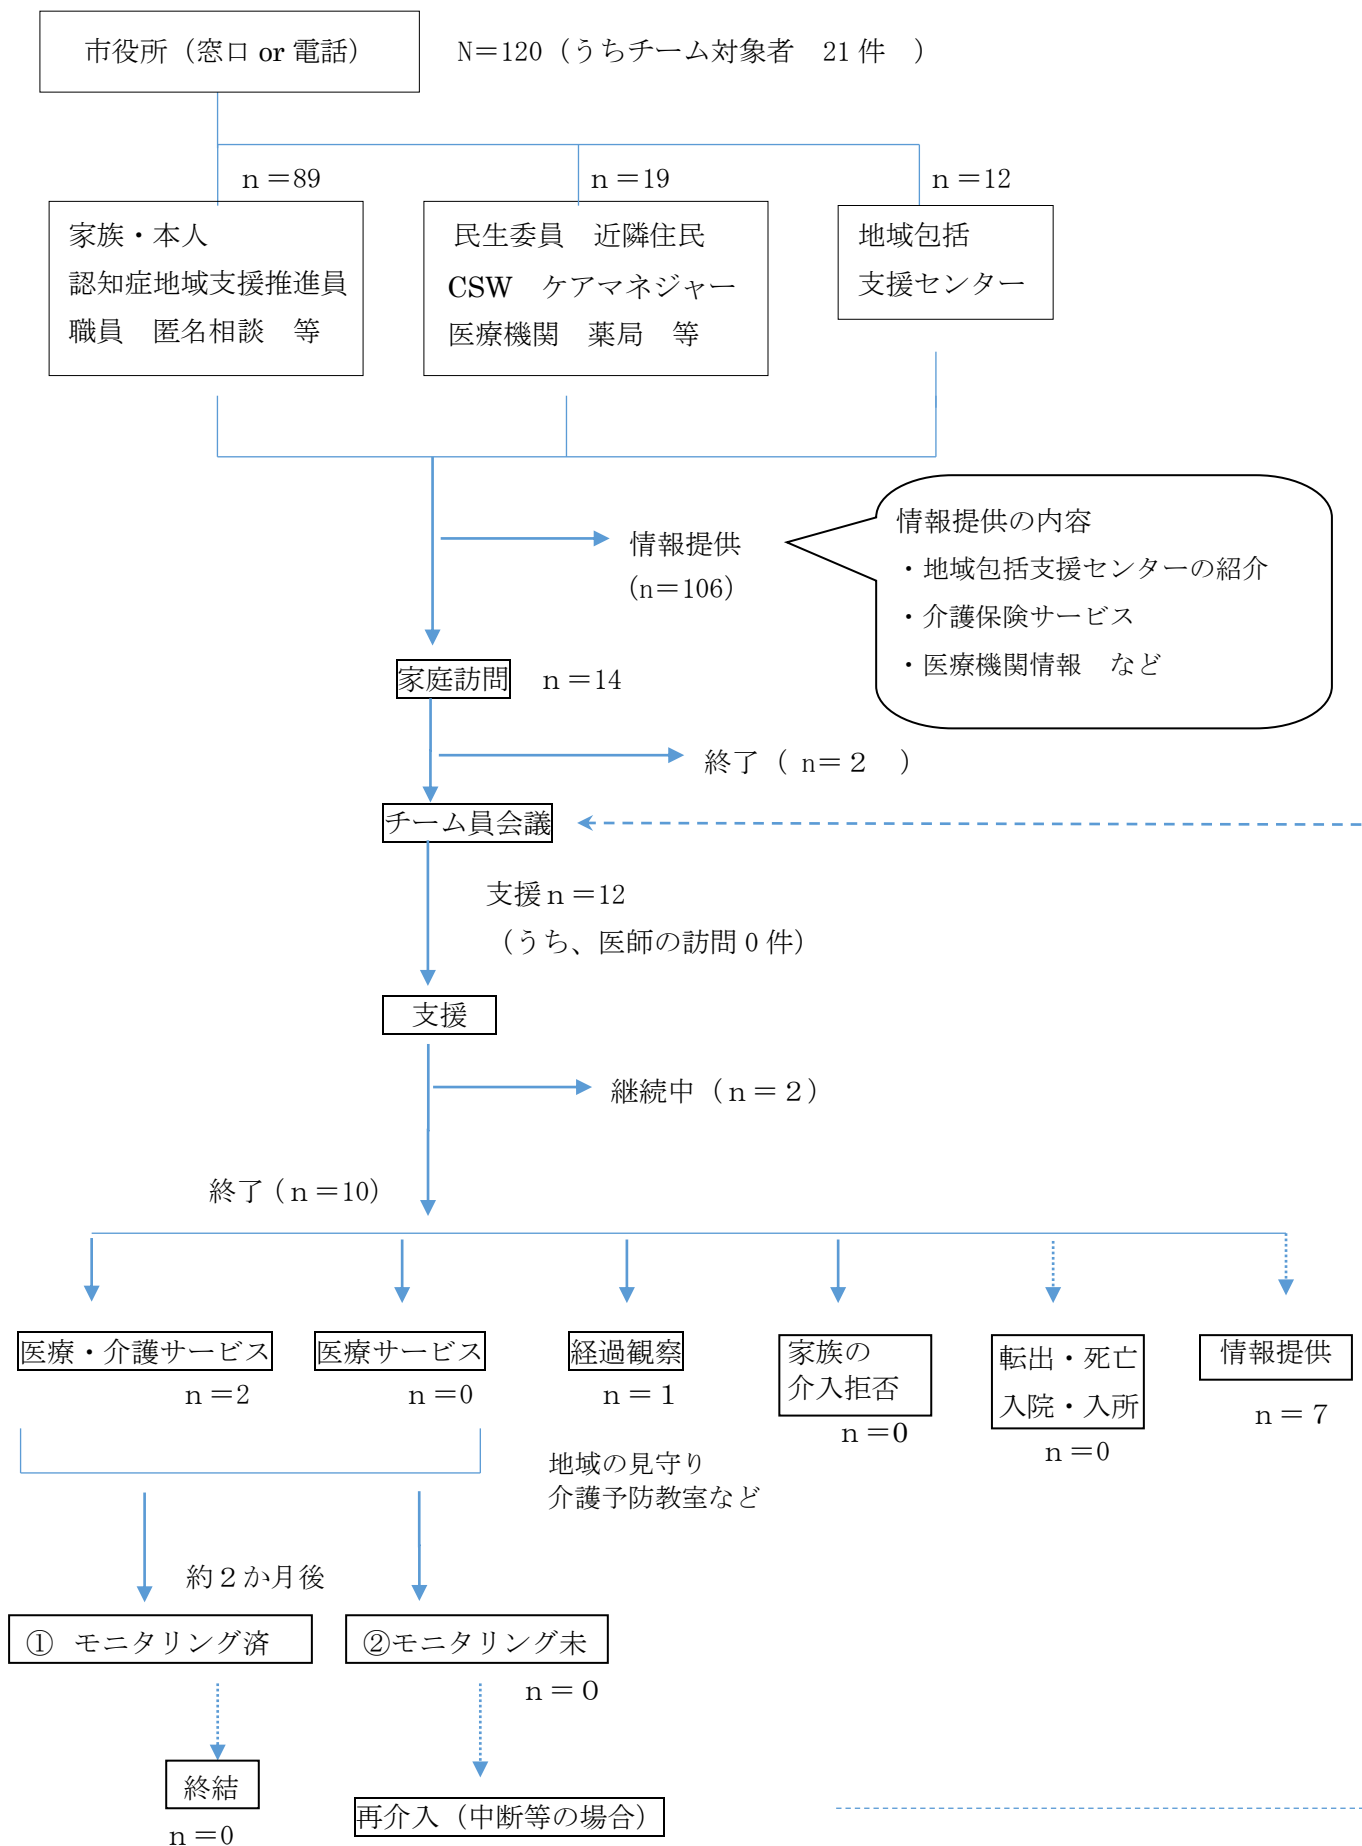 市役所（窓口 or 電話） N＝120（うちチーム対象者　21 件　）
ｎ＝89
ｎ＝19
ｎ＝12
家族・本人
認知症地域支援推進員
職員　匿名相談　等
民生委員　近隣住民
CSW　ケアマネジャー
医療機関　薬局　等
地域包括
支援センター
情報提供
(n＝106)
情報提供の内容
・地域包括支援センターの紹介
・介護保険サービス
・医療機関情報　など
家庭訪問　ｎ＝14
終了（ n＝２　）
チーム員会議
支援ｎ＝12
（うち、医師の訪問 0 件）
支援
継続中（ｎ＝２）
終了（ｎ＝10）
医療・介護サービス
ｎ＝2
医療サービス
ｎ＝0
経過観察
ｎ＝１
家族の
介入拒否
ｎ＝0
転出・死亡
入院・入所
ｎ＝0
情報提供
ｎ＝７
地域の見守り
介護予防教室など
約２か月後
①　モニタリング済
②モニタリング未
ｎ＝０
終結
ｎ＝0
再介入（中断等の場合）